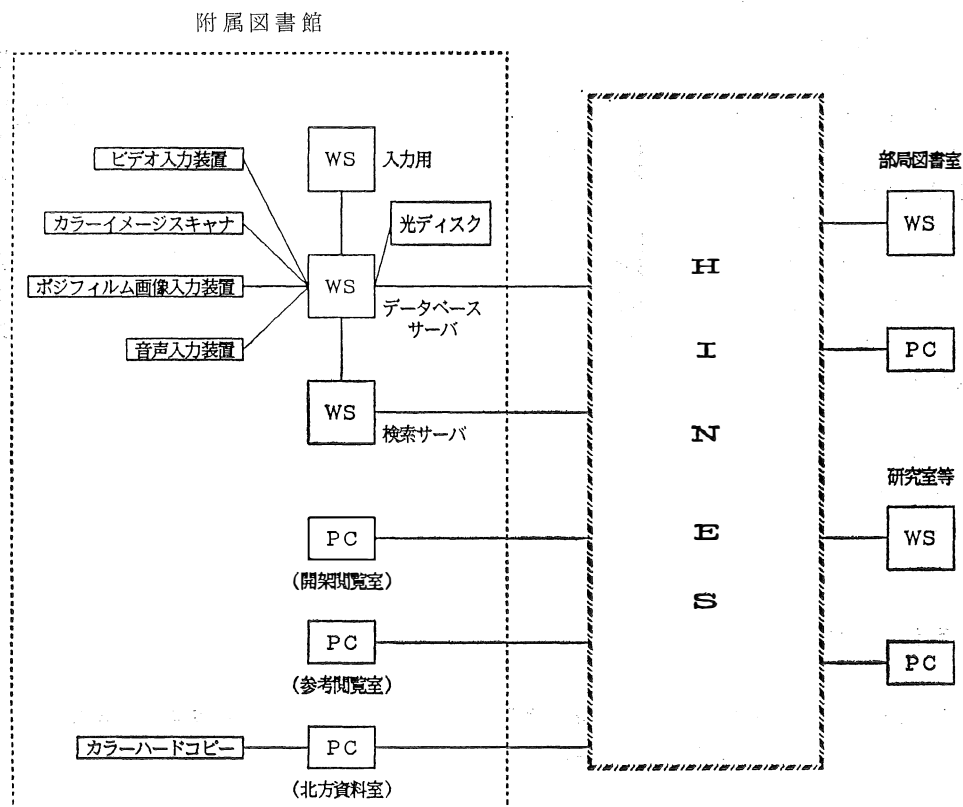 附属図書館
WS
入力用
ビデオ入力装置
カラーイメージスキャナ
光ディスク
ポジフィルム画像入力装置
WS
データベース
サーバ
音声入力装置
WS
検索サーバ
PC
(開架閲覧室)
PC
(参考閲覧室)
カラーハードコピー
PC
(北方資料室)
H
I
N
E
S
部局図書室
WS
PC
研究室等
WS
PC